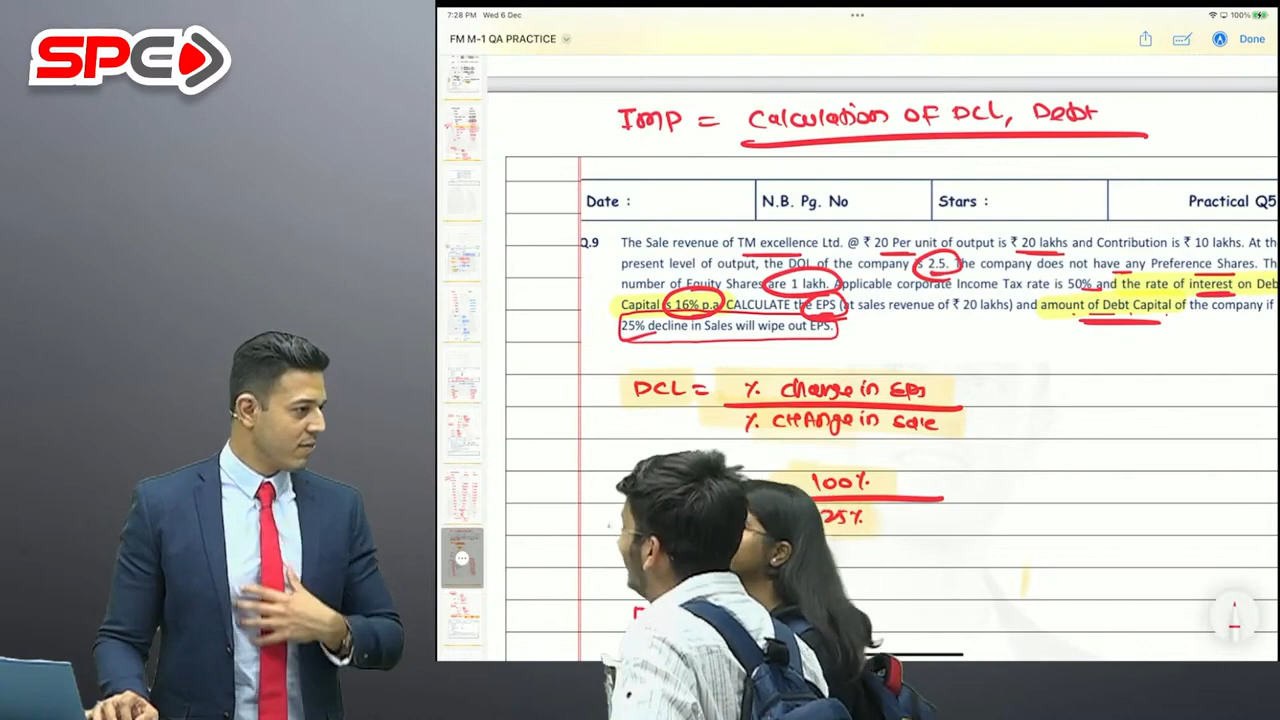 SPC
7:28 PM Wed 6 Dec
100%
FM M-1 QA PRACTICE
Done
IMP = Calculation of DCL, Debt
Date :
N.B. Pg. No
Stars :
Practical Q5
Q.9 The Sale revenue of TM excellence Ltd. @ ₹ 20 Per unit of output is ₹ 20 lakhs and Contribution is ₹ 10 lakhs. At th
present level of output, the DOL of the company is 2.5. The company does not have any Preference Shares. Th
number of Equity Shares are 1 lakh. Applicable corporate Income Tax rate is 50% and the rate of interest on Deb
Capital is 16% p.a CALCULATE the EPS (at sales revenue of ₹ 20 lakhs) and amount of Debt Capital of the company if
25% decline in Sales will wipe out EPS.
DCL = % change in EPS
% CHANge in Sale
100%
25%